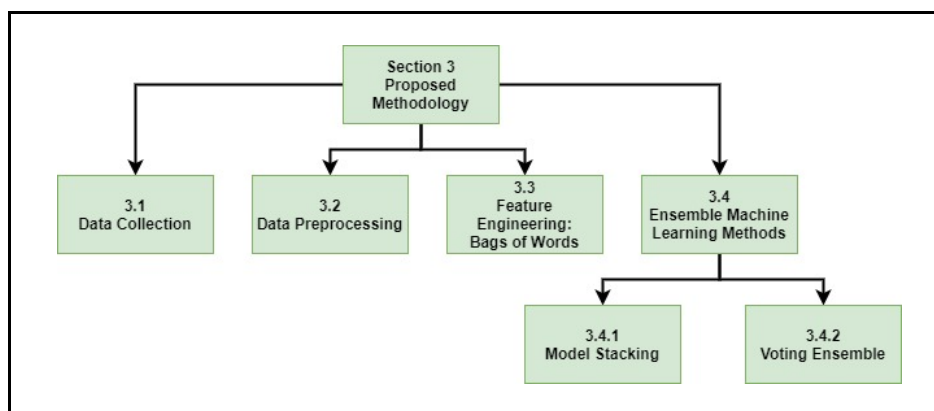 Section 3
Proposed
Methodology
3.1
Data Collection
3.2
Data Preprocessing
3.3
Feature
Engineering:
Bags of Words
3.4
Ensemble Machine
Learning Methods
3.4.1
Model Stacking
3.4.2
Voting Ensemble